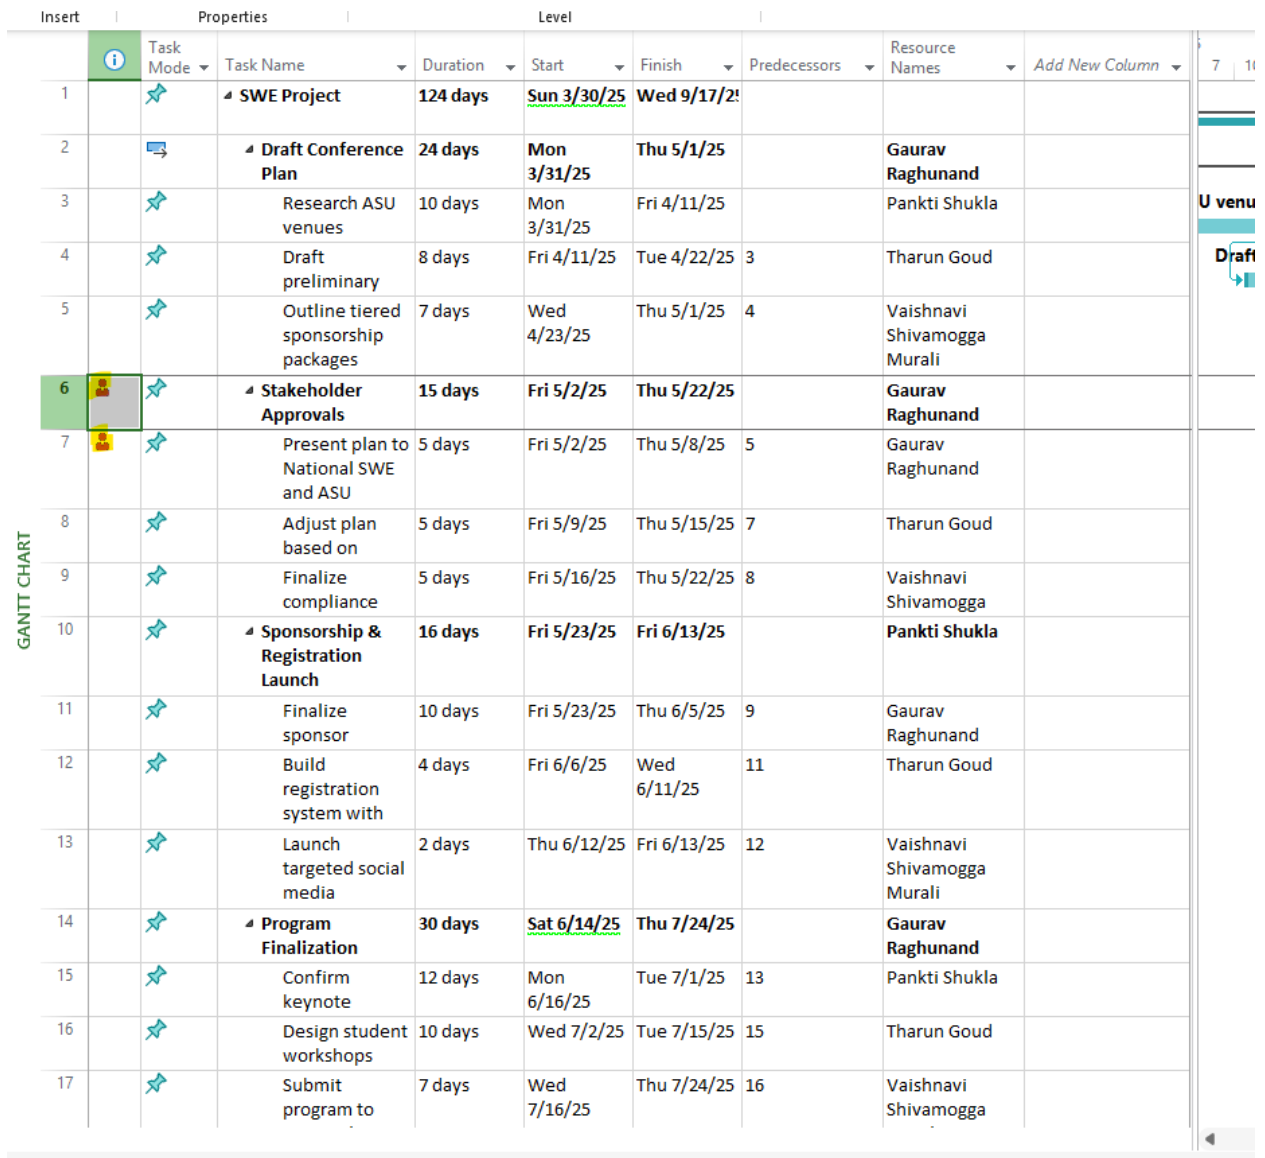 Insert Properties Level
Task Mode Task Name Duration Start Finish Predecessors Resource Names Add New Column 7
1 SWE Project 124 days Sun 3/30/25 Wed 9/17/2
2 Draft Conference Plan 24 days Mon 3/31/25 Thu 5/1/25 Gaurav Raghunand
3 Research ASU venues 10 days Mon 3/31/25 Fri 4/11/25 Pankti Shukla U venu
4 Draft preliminary 8 days Fri 4/11/25 Tue 4/22/25 3 Tharun Goud Draft
5 Outline tiered sponsorship packages 7 days Wed 4/23/25 Thu 5/1/25 4 Vaishnavi Shivamogga Murali
6 Stakeholder Approvals 15 days Fri 5/2/25 Thu 5/22/25 Gaurav Raghunand
7 Present plan to National SWE and ASU 5 days Fri 5/2/25 Thu 5/8/25 5 Gaurav Raghunand
8 Adjust plan based on 5 days Fri 5/9/25 Thu 5/15/25 7 Tharun Goud
9 Finalize compliance 5 days Fri 5/16/25 Thu 5/22/25 8 Vaishnavi Shivamogga
10 Sponsorship & Registration Launch 16 days Fri 5/23/25 Fri 6/13/25 Pankti Shukla
11 Finalize sponsor 10 days Fri 5/23/25 Thu 6/5/25 9 Gaurav Raghunand
12 Build registration system with 4 days Fri 6/6/25 Wed 6/11/25 11 Tharun Goud
13 Launch targeted social media 2 days Thu 6/12/25 Fri 6/13/25 12 Vaishnavi Shivamogga Murali
14 Program Finalization 30 days Sat 6/14/25 Thu 7/24/25 Gaurav Raghunand
15 Confirm keynote 12 days Mon 6/16/25 Tue 7/1/25 13 Pankti Shukla
16 Design student workshops 10 days Wed 7/2/25 Tue 7/15/25 15 Tharun Goud
17 Submit program to 7 days Wed 7/16/25 Thu 7/24/25 16 Vaishnavi Shivamogga
GANTT CHART